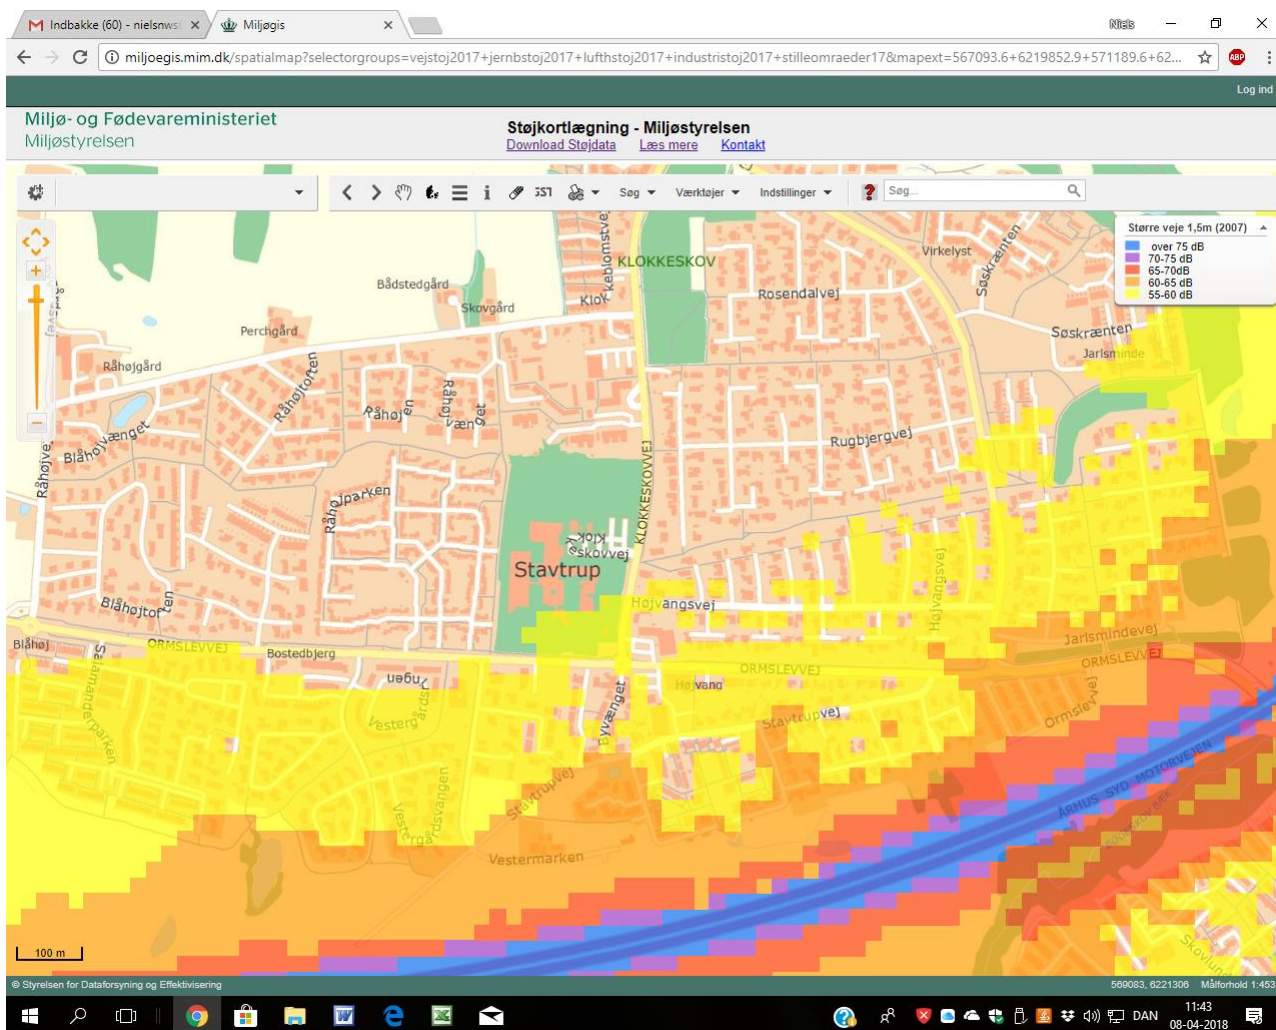 Indbakke (60) - nielsnws
Miljøgis
Niels
miljoegis.mim.dk/spatialmap?selectorgroups=vejstoj2017+jernbstoj2017+lufthstoj2017+industristoj2017+stilleomraeder17&mapext=567093.6+6219852.9+571189.6+62...
ABP
Log ind
Miljø- og Fødevareministeriet
Miljøstyrelsen
Støjkortlægning - Miljøstyrelsen
Download Støjdata Læs mere Kontakt
Søg Værktøjer Indstillinger Søg...
Større veje 1,5m (2007)
over 75 dB
70-75 dB
65-70dB
60-65 dB
55-60 dB
KLOKKESKOV
Virkelyst
Søskrænten
Bådstedgård
Rosendalvej
Skovgård
Perchgård
Søskrænten
Jarlsminde
Råhøjgård
Råhøjtoften
Råhøjen
Råhøj
vænget
Blåhøjvænget
Råhøjve
Rugbjergvej
KLOKKESKOVVEJ
Råhøjparken
Klok
keskovvej
Stavtrup
Blåhøjtoften
Højvangsvej
Højvangsvej
Jarlsmindevej
Blåhøj
ORMSLEVVEJ
Bostedbjerg
ORMSLEVVEJ
ORMSLEVVEJ
Højvang
Byvænget
Salamanderparken
Vestergårdsv
Stavtrupvej
Ormslevvej
Stavtrupvej
Vestergårdsvangen
Vestermarken
ÅRHUS SYD MOTORVEJEN
100 m
© Styrelsen for Dataforsyning og Effektivisering
569083, 6221306 Målforhold 1:453
DAN
11:43
08-04-2018